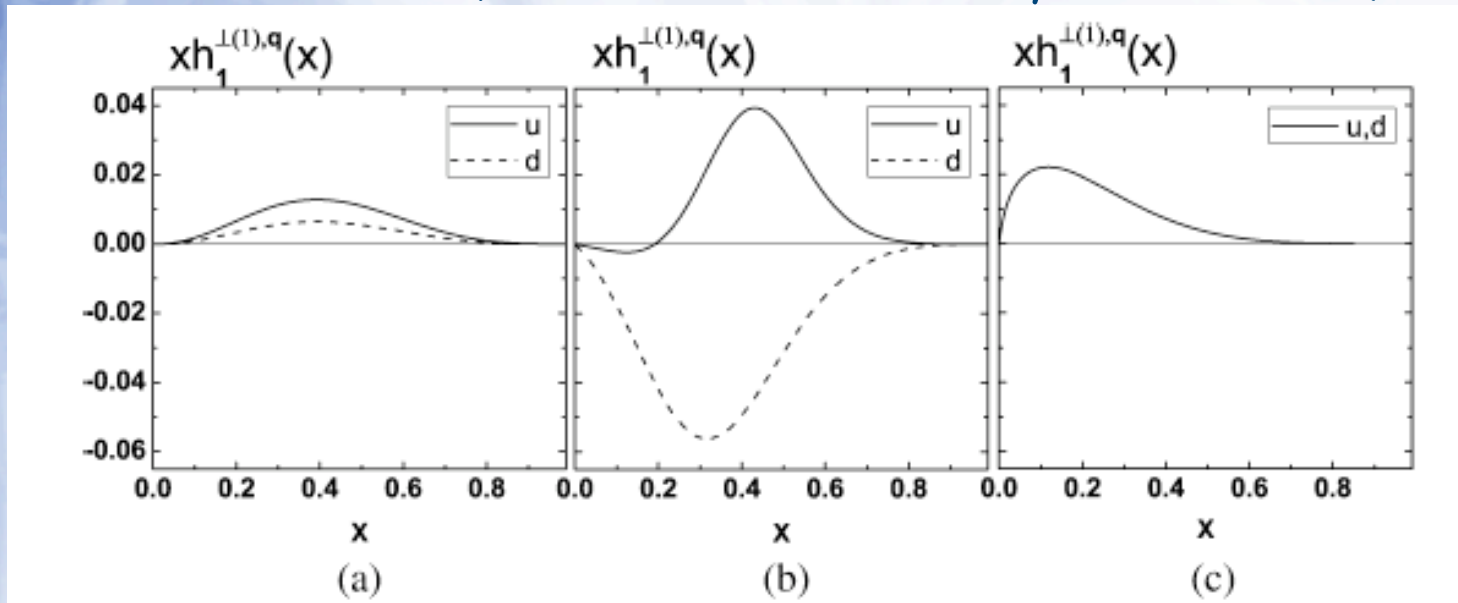 xh₁^⊥(1),q(x) xh₁^⊥(1),q(x) xh₁^⊥(1),q(x)
0.04
0.02
0.00
-0.02
-0.04
-0.06
u
d
u
d
u,d
0.0 0.2 0.4 0.6 0.8 0.0 0.2 0.4 0.6 0.8 0.0 0.2 0.4 0.6 0.8
x x x
(a) (b) (c)